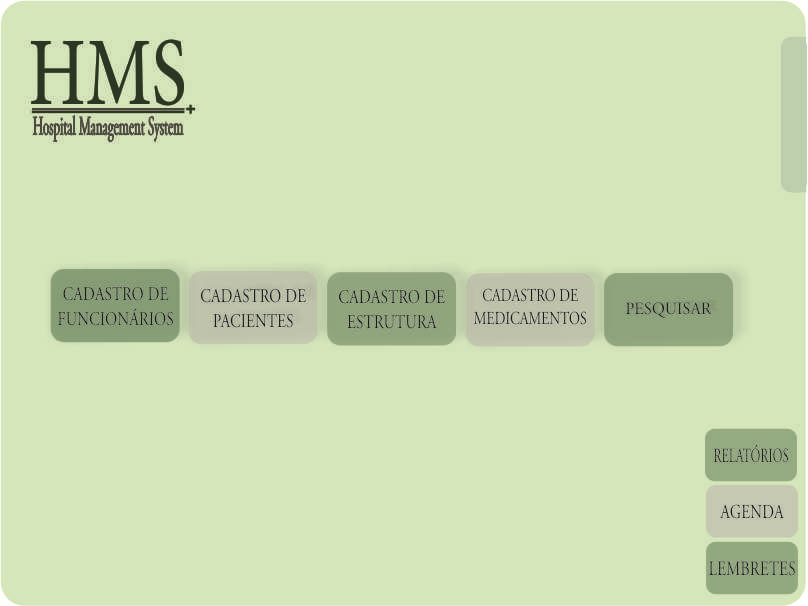 HMS
Hospital Management System
CADASTRO DE
FUNCIONÁRIOS
CADASTRO DE
PACIENTES
CADASTRO DE
ESTRUTURA
CADASTRO DE
MEDICAMENTOS
PESQUISAR
RELATÓRIOS
AGENDA
LEMBRETES